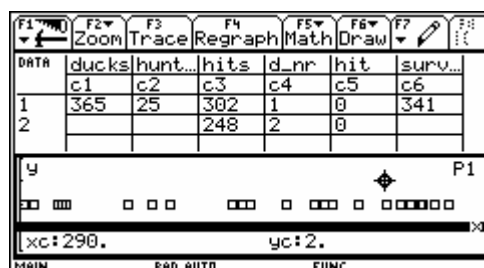 F1 F2 F3 F4 F5 F6 F7
Zoom Trace Regraph Math Draw
DATA ducks hunt… hits d_nr hit surv…
c1 c2 c3 c4 c5 c6
1 365 25 302 1 0 341
2 248 2 0
y P1
x
xc:290. yc:2.
MAIN RAD AUTO FUNC